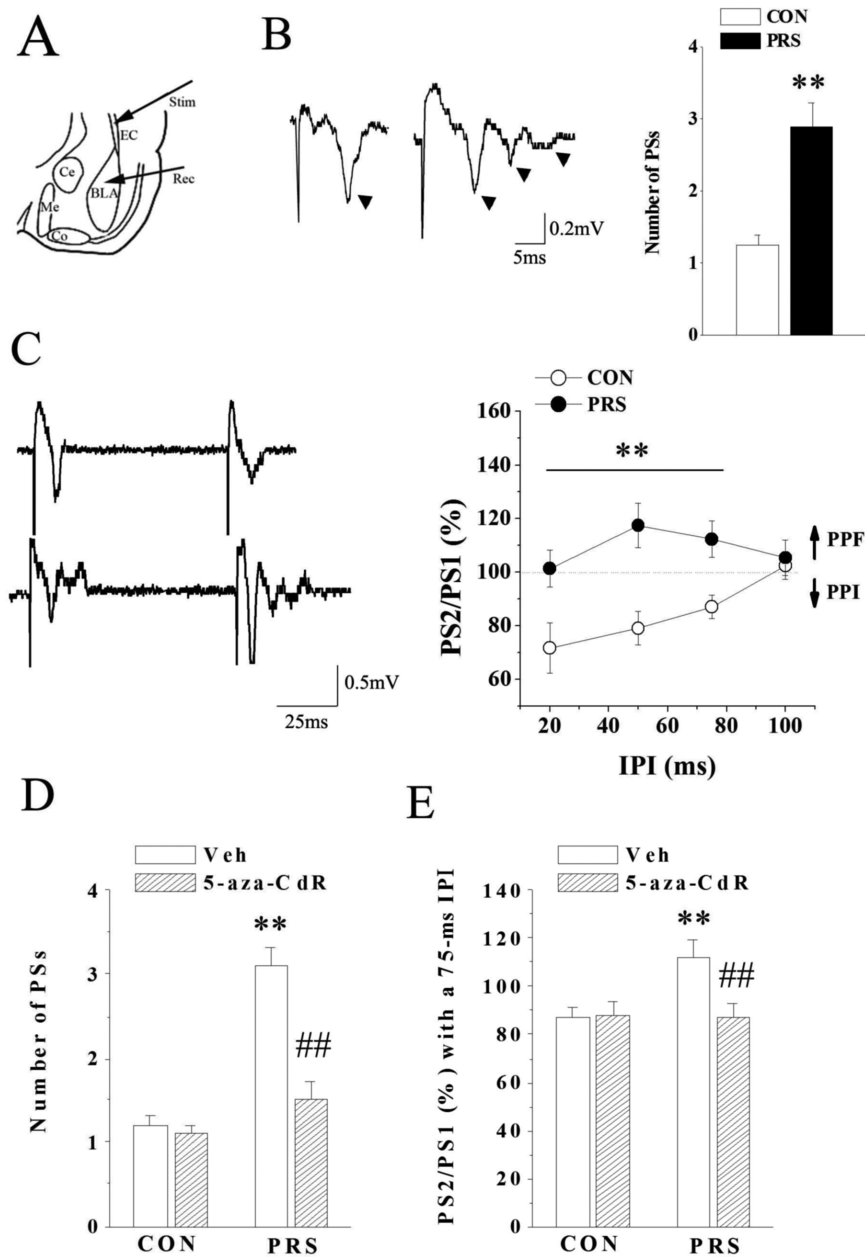 A
Stim
EC
Ce
BLA
Rec
Me
Co
B
0.2mV
5ms
CON
PRS
**
Number of PSs
4
3
2
1
0
C
0.5mV
25ms
CON
PRS
**
PS2/PS1 (%)
160
140
120
100
80
60
PPF
PPI
20 40 60 80 100
IPI (ms)
D
Veh
5-aza-CdR
**
##
Number of PSs
4
3
2
1
0
CON PRS
E
Veh
5-aza-CdR
**
##
PS2/PS1 (%) with a 75-ms IPI
140
120
100
80
60
40
20
0
CON PRS